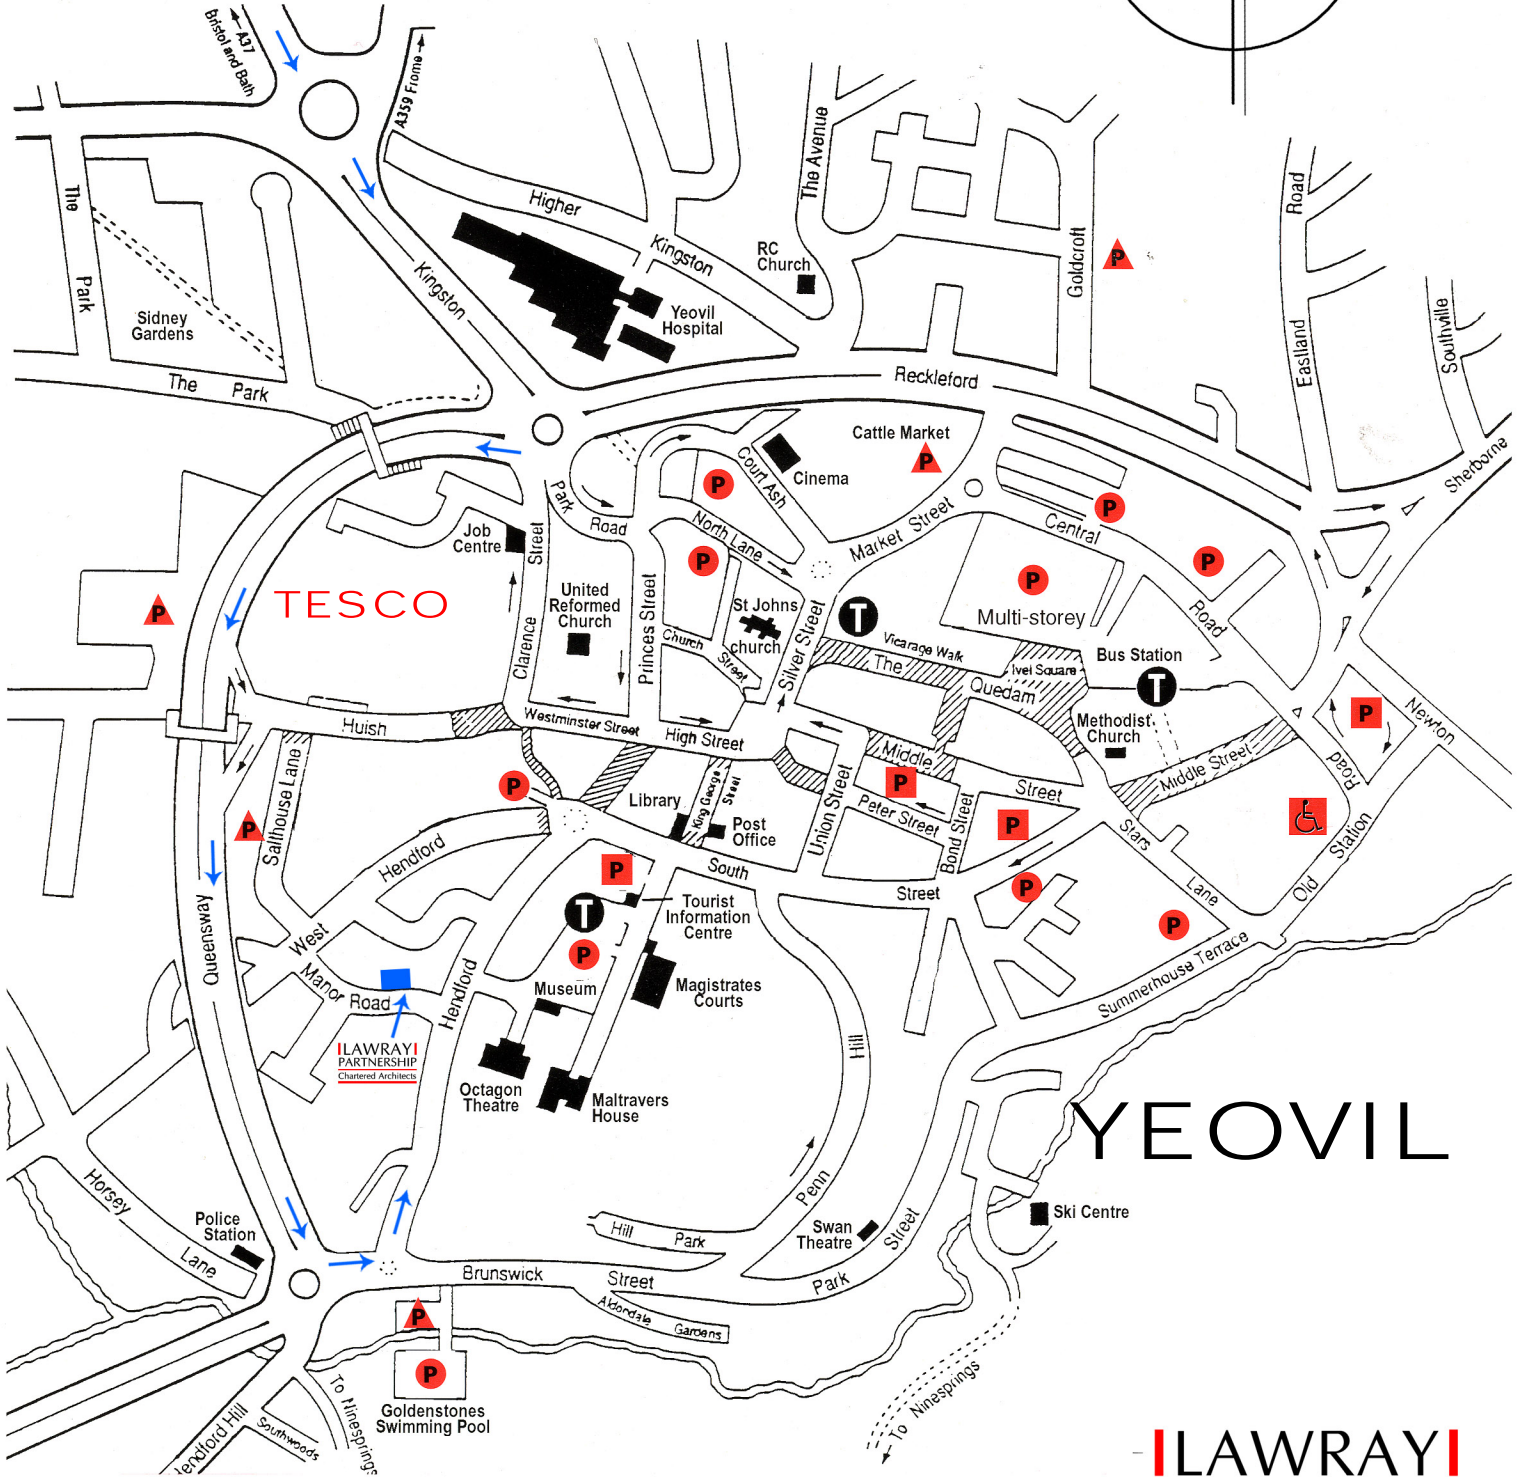 A37
Bristol and Bath
A359 Frome
The
Park
Sidney
Gardens
The Park
Higher
Kingston
Kingston
Yeovil
Hospital
RC
Church
The Avenue
Goldcroft
P
Road
Eastland
Southville
Sherborne
Reckleford
Cattle Market
P
Cinema
Court Ash
P
Park
Road
North Lane
P
Market Street
Central
Road
P
P
P
Multi-storey
Job
Centre
Street
Clarence
TESCO
P
United
Reformed
Church
Princes Street
St Johns
church
Church
Street
Silver Street
T
Vicarage Walk
The
Quedam
Ivel Square
Bus Station
T
Methodist
Church
Middle Street
P
Newton
Road
Huish
Westminster Street
High Street
Middle
Street
P
Peter Street
Union Street
Bond Street
P
Stars
Lane
Old
Station
P
Library
King George
Street
Post
Office
South
Street
P
P
Sallhouse Lane
P
Hendford
West
Manor Road
Queensway
Hendford
P
T
P
Tourist
Information
Centre
Magistrates
Courts
Museum
Octagon
Theatre
Maltravers
House
LAWRAY
PARTNERSHIP
Chartered Architects
Summerhouse Terrace
Hill
Penn
YEOVIL
Ski Centre
Swan
Theatre
Street
Park
Hill Park
Horsey
Lane
Police
Station
Brunswick
Street
Aldondale
Gardens
P
P
Goldenstones
Swimming Pool
To Ninesprings
To Ninesprings
Hendford Hill
Southwoods
LAWRAY